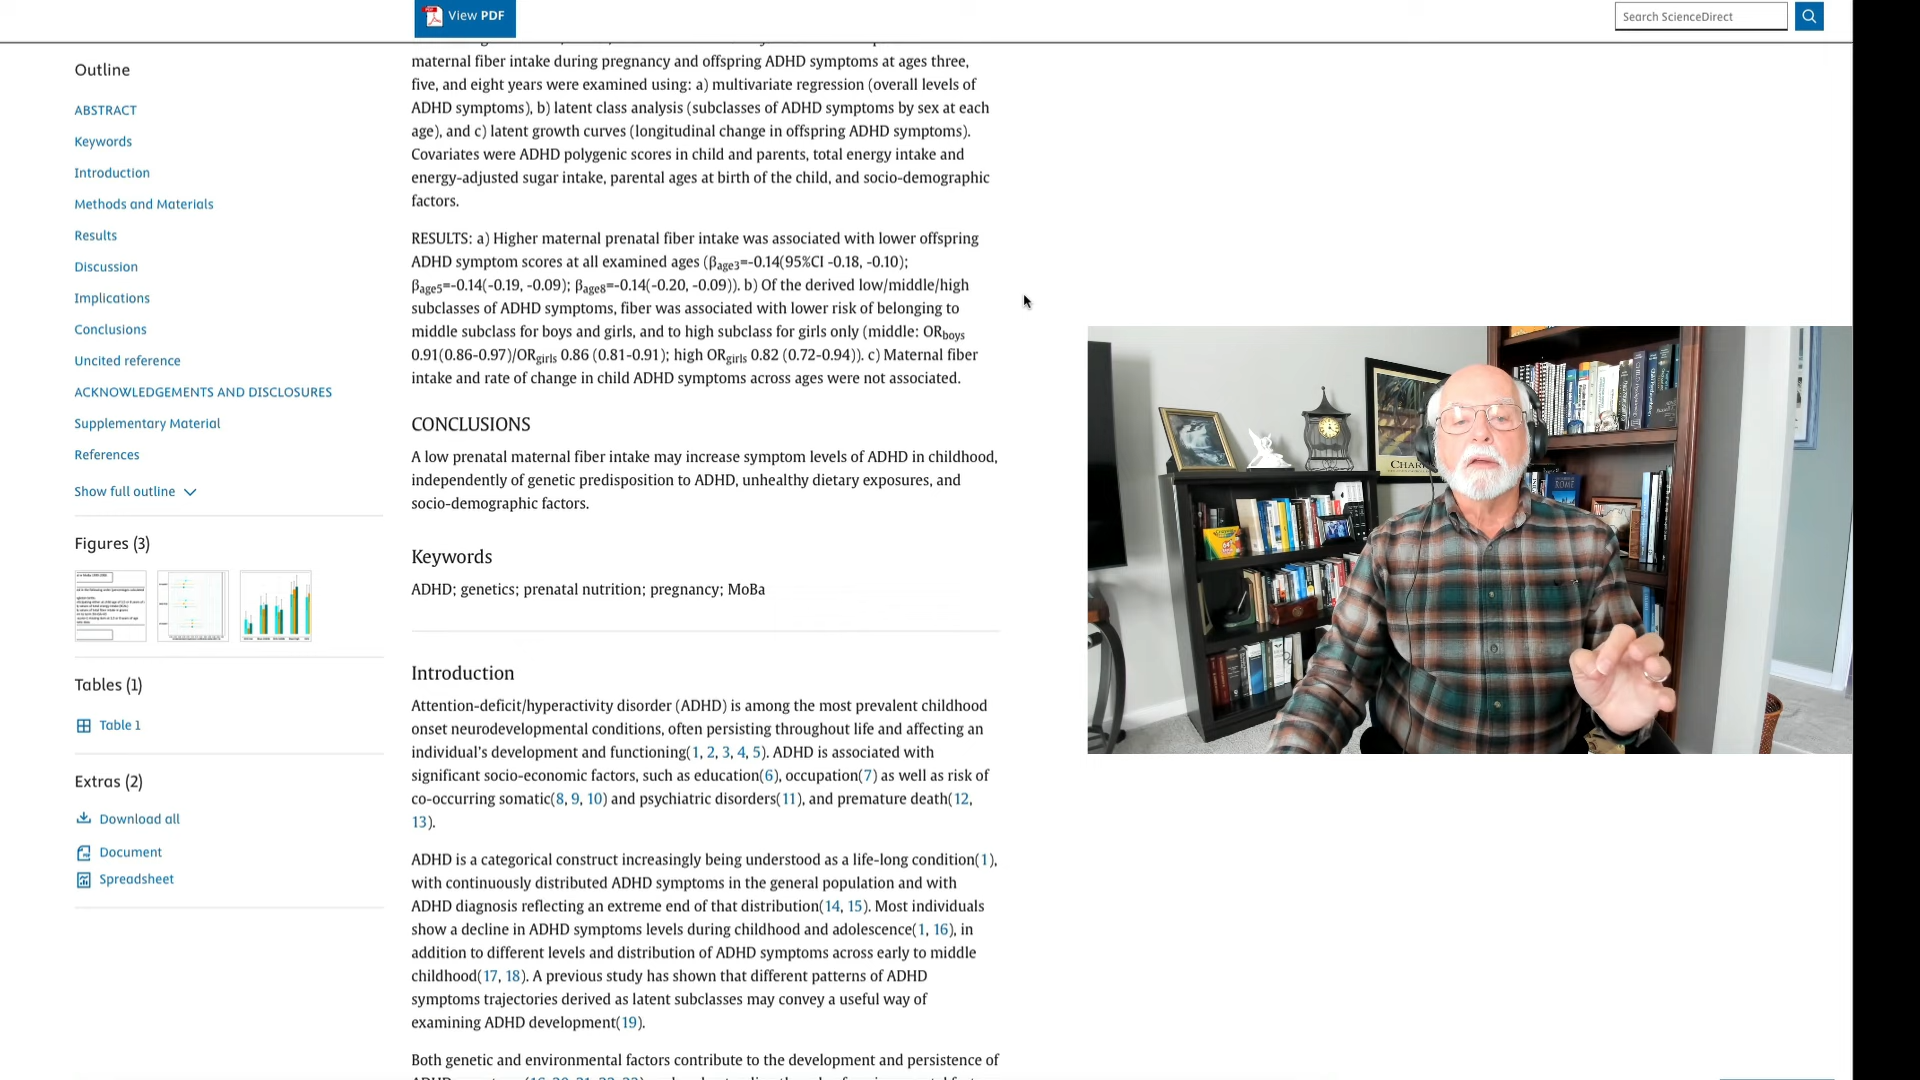 View PDF
Search ScienceDirect
Outline
ABSTRACT
Keywords
Introduction
Methods and Materials
Results
Discussion
Implications
Conclusions
Uncited reference
ACKNOWLEDGEMENTS AND DISCLOSURES
Supplementary Material
References
Show full outline
Figures (3)
Tables (1)
Table 1
Extras (2)
Download all
Document
Spreadsheet
maternal fiber intake during pregnancy and offspring ADHD symptoms at ages three,
five, and eight years were examined using: a) multivariate regression (overall levels of
ADHD symptoms), b) latent class analysis (subclasses of ADHD symptoms by sex at each
age), and c) latent growth curves (longitudinal change in offspring ADHD symptoms).
Covariates were ADHD polygenic scores in child and parents, total energy intake and
energy-adjusted sugar intake, parental ages at birth of the child, and socio-demographic
factors.
RESULTS: a) Higher maternal prenatal fiber intake was associated with lower offspring
ADHD symptom scores at all examined ages (βage3=-0.14(95%CI -0.18, -0.10);
βage5=-0.14(-0.19, -0.09); βage8=-0.14(-0.20, -0.09)). b) Of the derived low/middle/high
subclasses of ADHD symptoms, fiber was associated with lower risk of belonging to
middle subclass for boys and girls, and to high subclass for girls only (middle: ORboys
0.91(0.86-0.97)/ORgirls 0.86 (0.81-0.91); high ORgirls 0.82 (0.72-0.94)). c) Maternal fiber
intake and rate of change in child ADHD symptoms across ages were not associated.
CONCLUSIONS
A low prenatal maternal fiber intake may increase symptom levels of ADHD in childhood,
independently of genetic predisposition to ADHD, unhealthy dietary exposures, and
socio-demographic factors.
Keywords
ADHD; genetics; prenatal nutrition; pregnancy; MoBa
Introduction
Attention-deficit/hyperactivity disorder (ADHD) is among the most prevalent childhood
onset neurodevelopmental conditions, often persisting throughout life and affecting an
individual's development and functioning(1, 2, 3, 4, 5). ADHD is associated with
significant socio-economic factors, such as education(6), occupation(7) as well as risk of
co-occurring somatic(8, 9, 10) and psychiatric disorders(11), and premature death(12,
13).
ADHD is a categorical construct increasingly being understood as a life-long condition(1),
with continuously distributed ADHD symptoms in the general population and with
ADHD diagnosis reflecting an extreme end of that distribution(14, 15). Most individuals
show a decline in ADHD symptoms levels during childhood and adolescence(1, 16), in
addition to different levels and distribution of ADHD symptoms across early to middle
childhood(17, 18). A previous study has shown that different patterns of ADHD
symptoms trajectories derived as latent subclasses may convey a useful way of
examining ADHD development(19).
Both genetic and environmental factors contribute to the development and persistence of
ROME